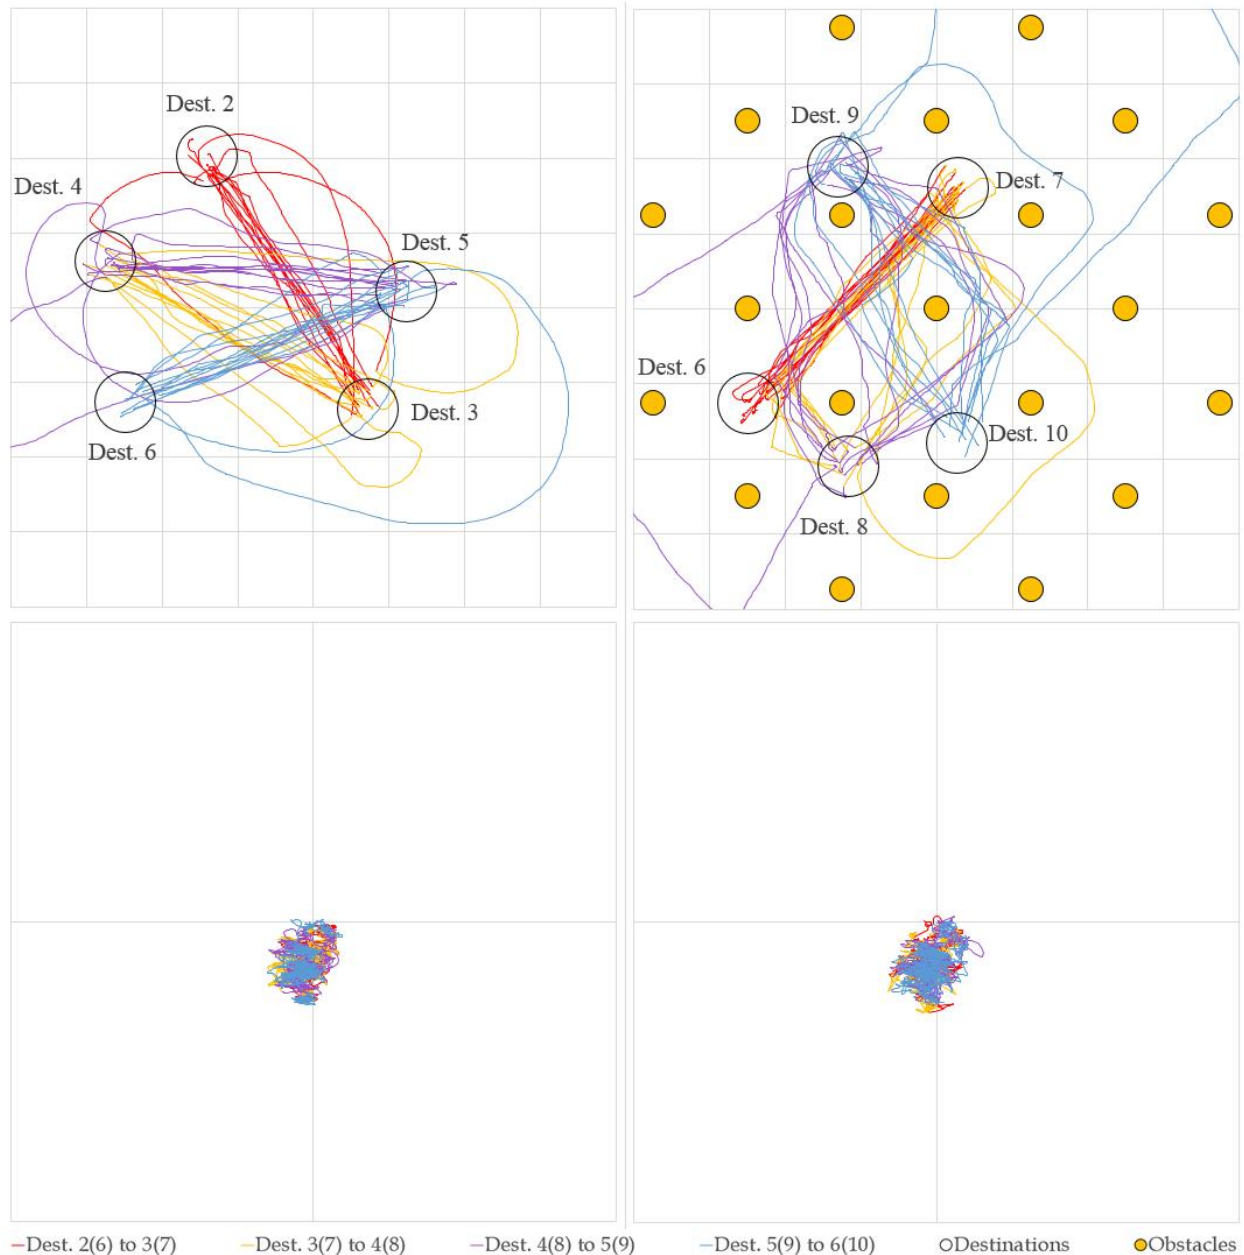 Dest. 2
Dest. 4
Dest. 5
Dest. 3
Dest. 6
Dest. 9
Dest. 7
Dest. 6
Dest. 10
Dest. 8
Dest. 2(6) to 3(7) Dest. 3(7) to 4(8) Dest. 4(8) to 5(9) Dest. 5(9) to 6(10) Destinations Obstacles